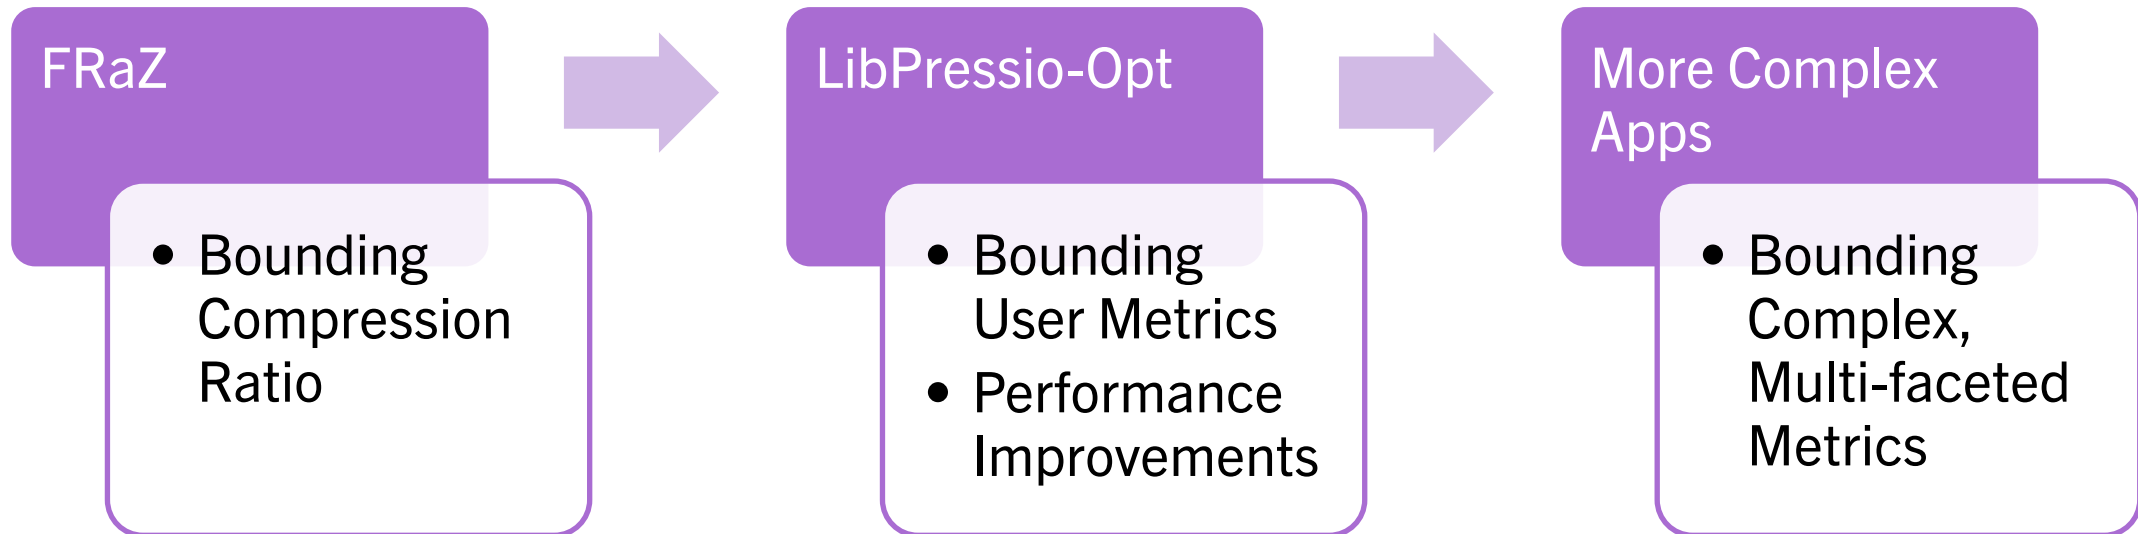 FRaZ
• Bounding
Compression
Ratio
LibPressio-Opt
• Bounding
User Metrics
• Performance
Improvements
More Complex
Apps
• Bounding
Complex,
Multi-faceted
Metrics